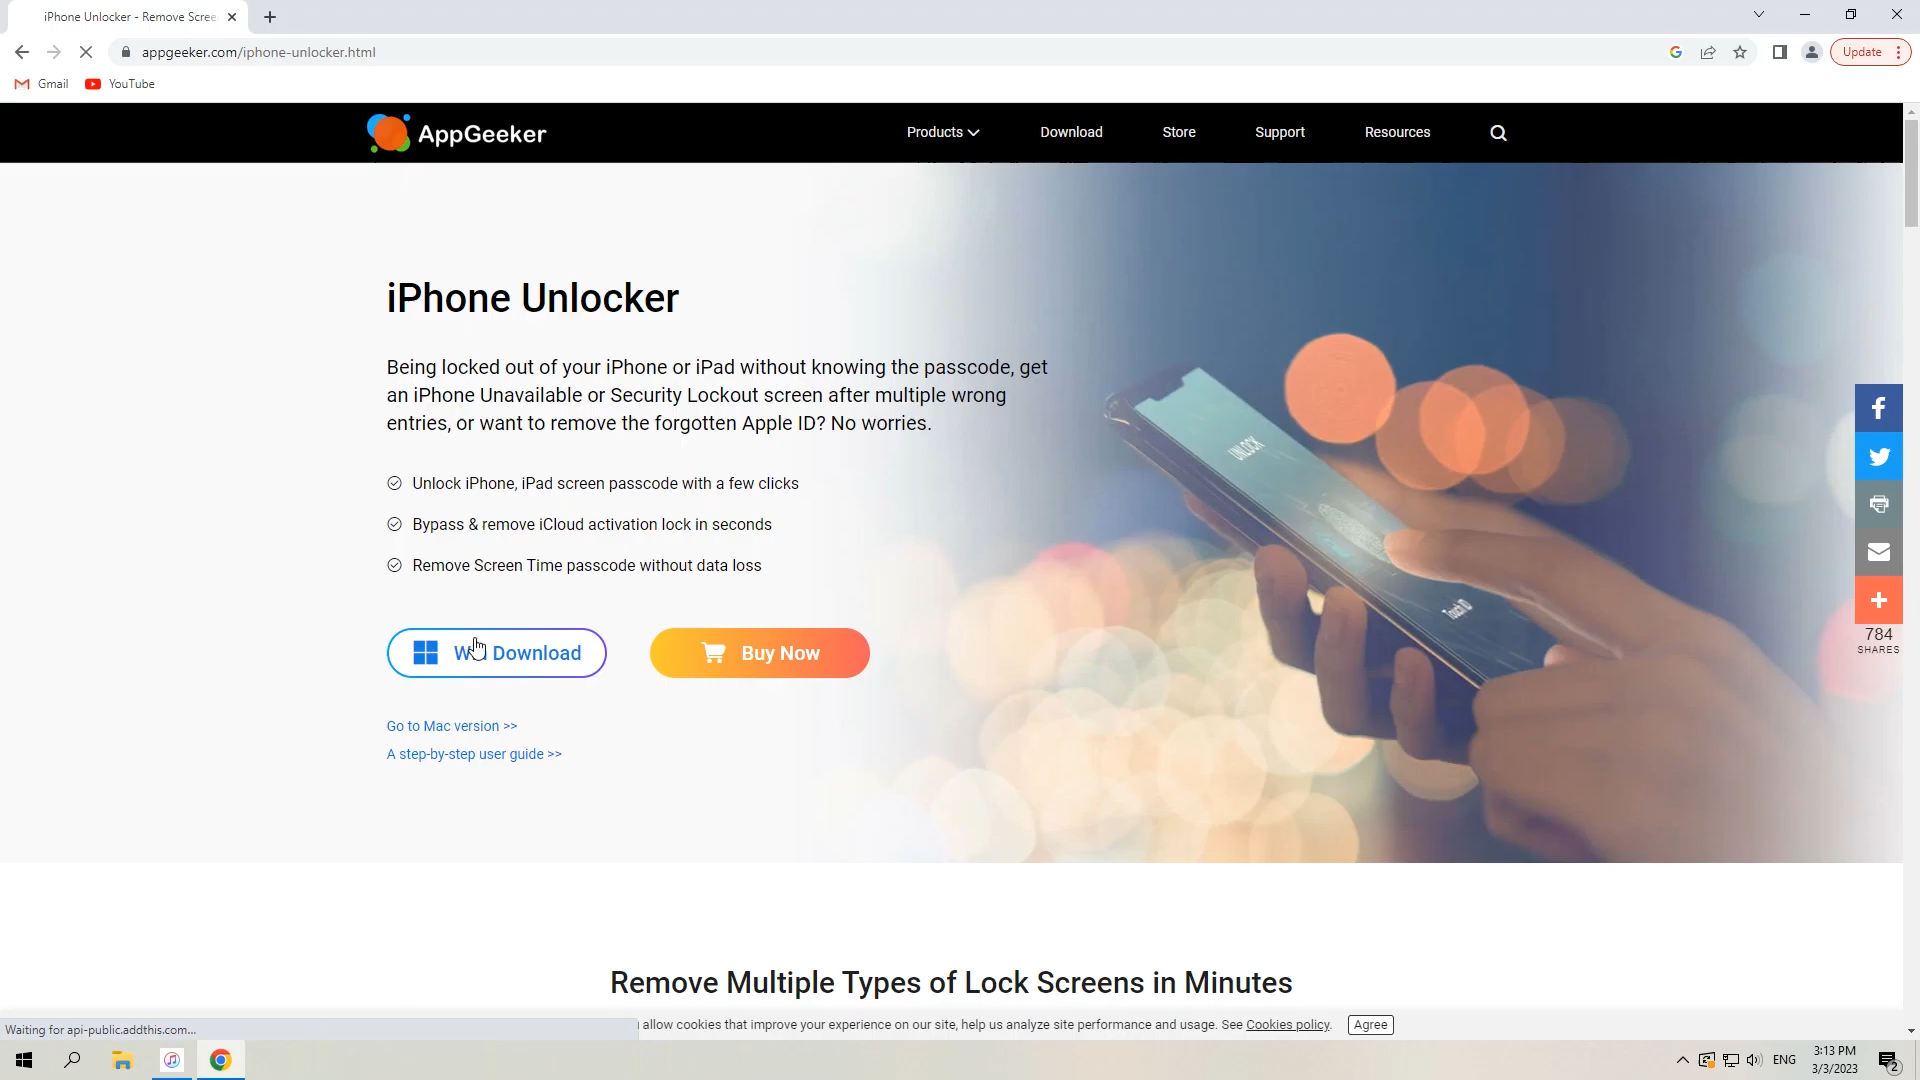 iPhone Unlocker - Remove Scree
appgeeker.com/iphone-unlocker.html
Update
Gmail
YouTube
AppGeeker
Products
Download
Store
Support
Resources
iPhone Unlocker
Being locked out of your iPhone or iPad without knowing the passcode, get
an iPhone Unavailable or Security Lockout screen after multiple wrong
entries, or want to remove the forgotten Apple ID? No worries.
Unlock iPhone, iPad screen passcode with a few clicks
Bypass & remove iCloud activation lock in seconds
Remove Screen Time passcode without data loss
Download
Buy Now
Go to Mac version >>
A step-by-step user guide >>
UNLOCK
Touch ID
784
SHARES
Remove Multiple Types of Lock Screens in Minutes
allow cookies that improve your experience on our site, help us analyze site performance and usage. See Cookies policy.
Agree
Waiting for api-public.addthis.com...
ENG
3:13 PM
3/3/2023
2